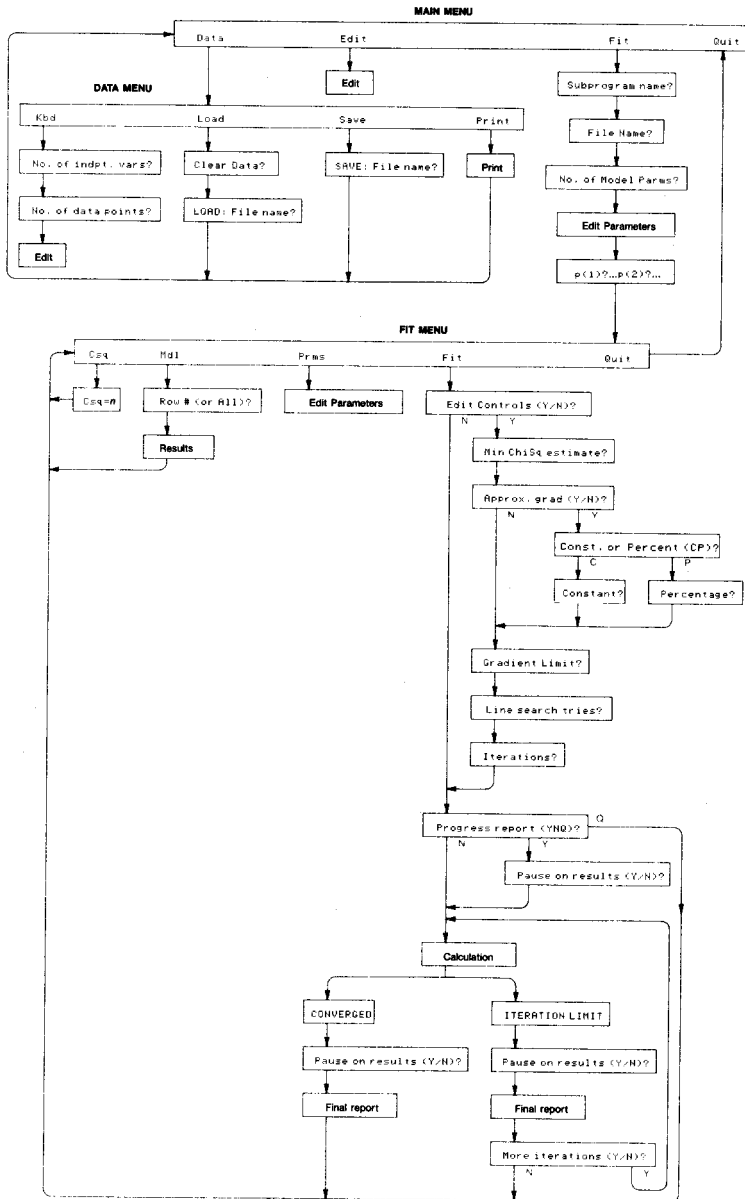 MAIN MENU
Data Edit Fit Quit
Edit
Subprogram name?
DATA MENU
Kbd Load Save Print
File Name?
No. of indpt. vars? Clear Data? SAVE: File name? Print
No. of Model Parms?
No. of data points? LOAD: File name?
Edit Parameters
Edit
p(1)?...p(2)?...
FIT MENU
Csq Mdl Prms Fit Quit
Csq=n Row # (or All)? Edit Parameters Edit Controls (Y/N)?
N Y
Results
Min ChiSq estimate?
Approx. grad (Y/N)?
N Y
Const. or Percent (CP)?
C P
Constant? Percentage?
Gradient Limit?
Line search tries?
Iterations?
Progress report (YNQ)? Q
N Y
Pause on results (Y/N)?
Calculation
CONVERGED ITERATION LIMIT
Pause on results (Y/N)? Pause on results (Y/N)?
Final report Final report
More iterations (Y/N)?
N Y